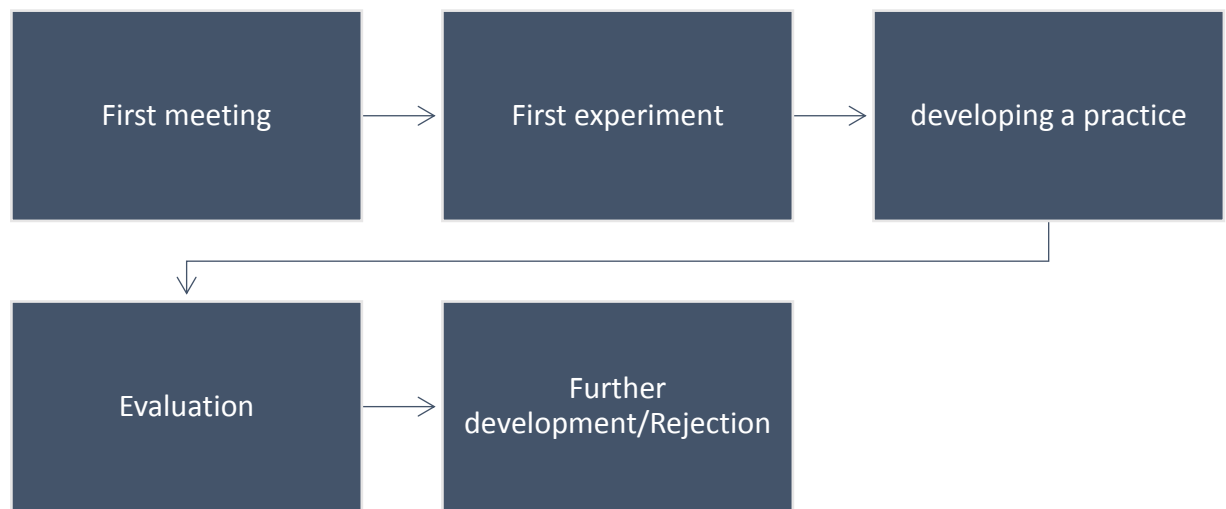 First meeting
First experiment
developing a practice
Evaluation
Further
development/Rejection